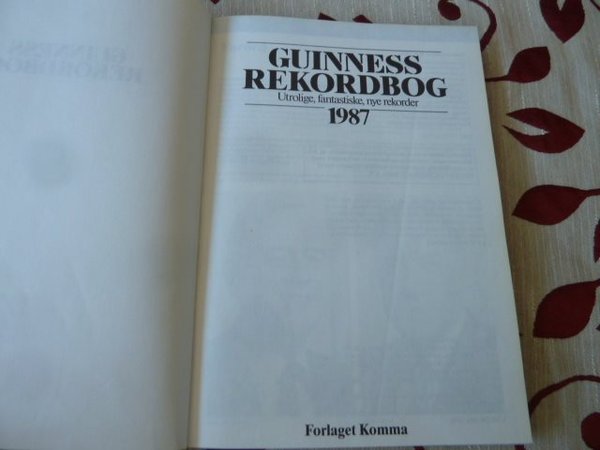 GUINNESS
REKORDBOG
Utrolige, fantastiske, nye rekorder
1987
Forlaget Komma